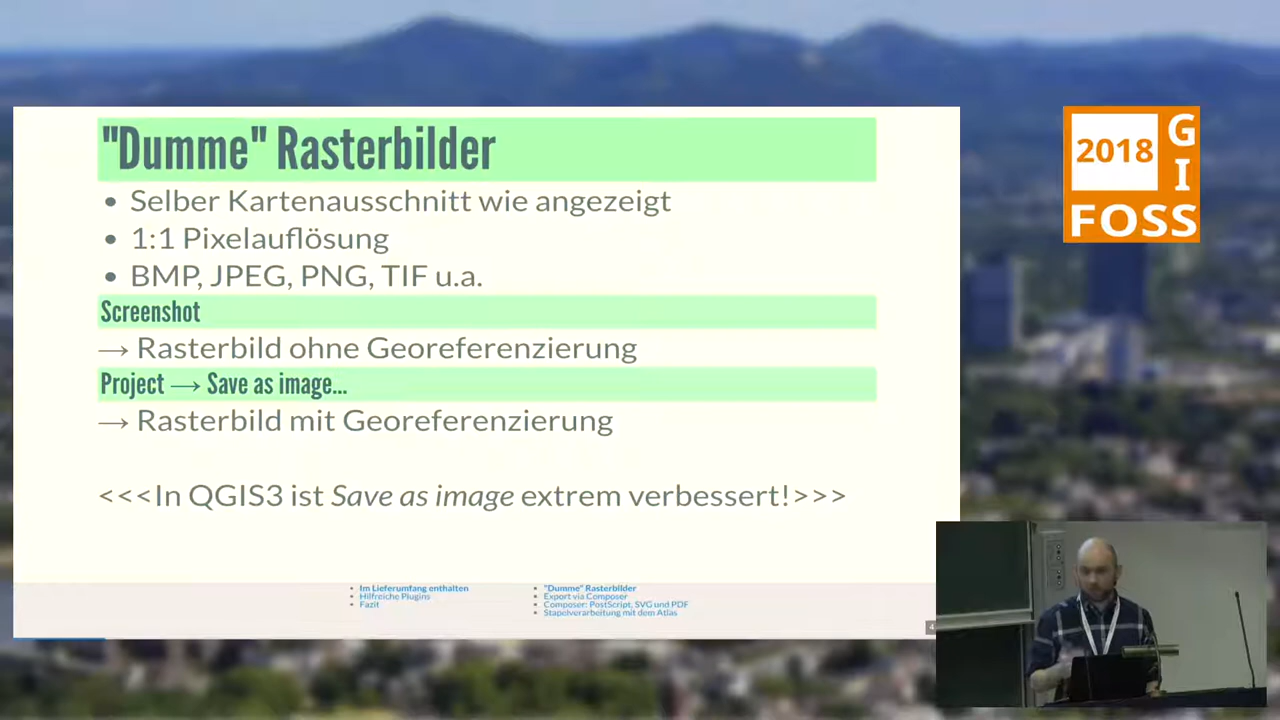 "Dumme" Rasterbilder
• Selber Kartenausschnitt wie angezeigt
• 1:1 Pixelauflösung
• BMP, JPEG, PNG, TIF u.a.
Screenshot
→ Rasterbild ohne Georeferenzierung
Project → Save as image...
→ Rasterbild mit Georeferenzierung
<<<In QGIS3 ist Save as image extrem verbessert!>>>
• Im Lieferumfang enthalten
• Hilfreiche Plugins
• Fazit
• "Dumme" Rasterbilder
• Export via Composer
• Composer: PostScript, SVG und PDF
• Stapelverarbeitung mit dem Atlas
4
2018
G
I
FOSS